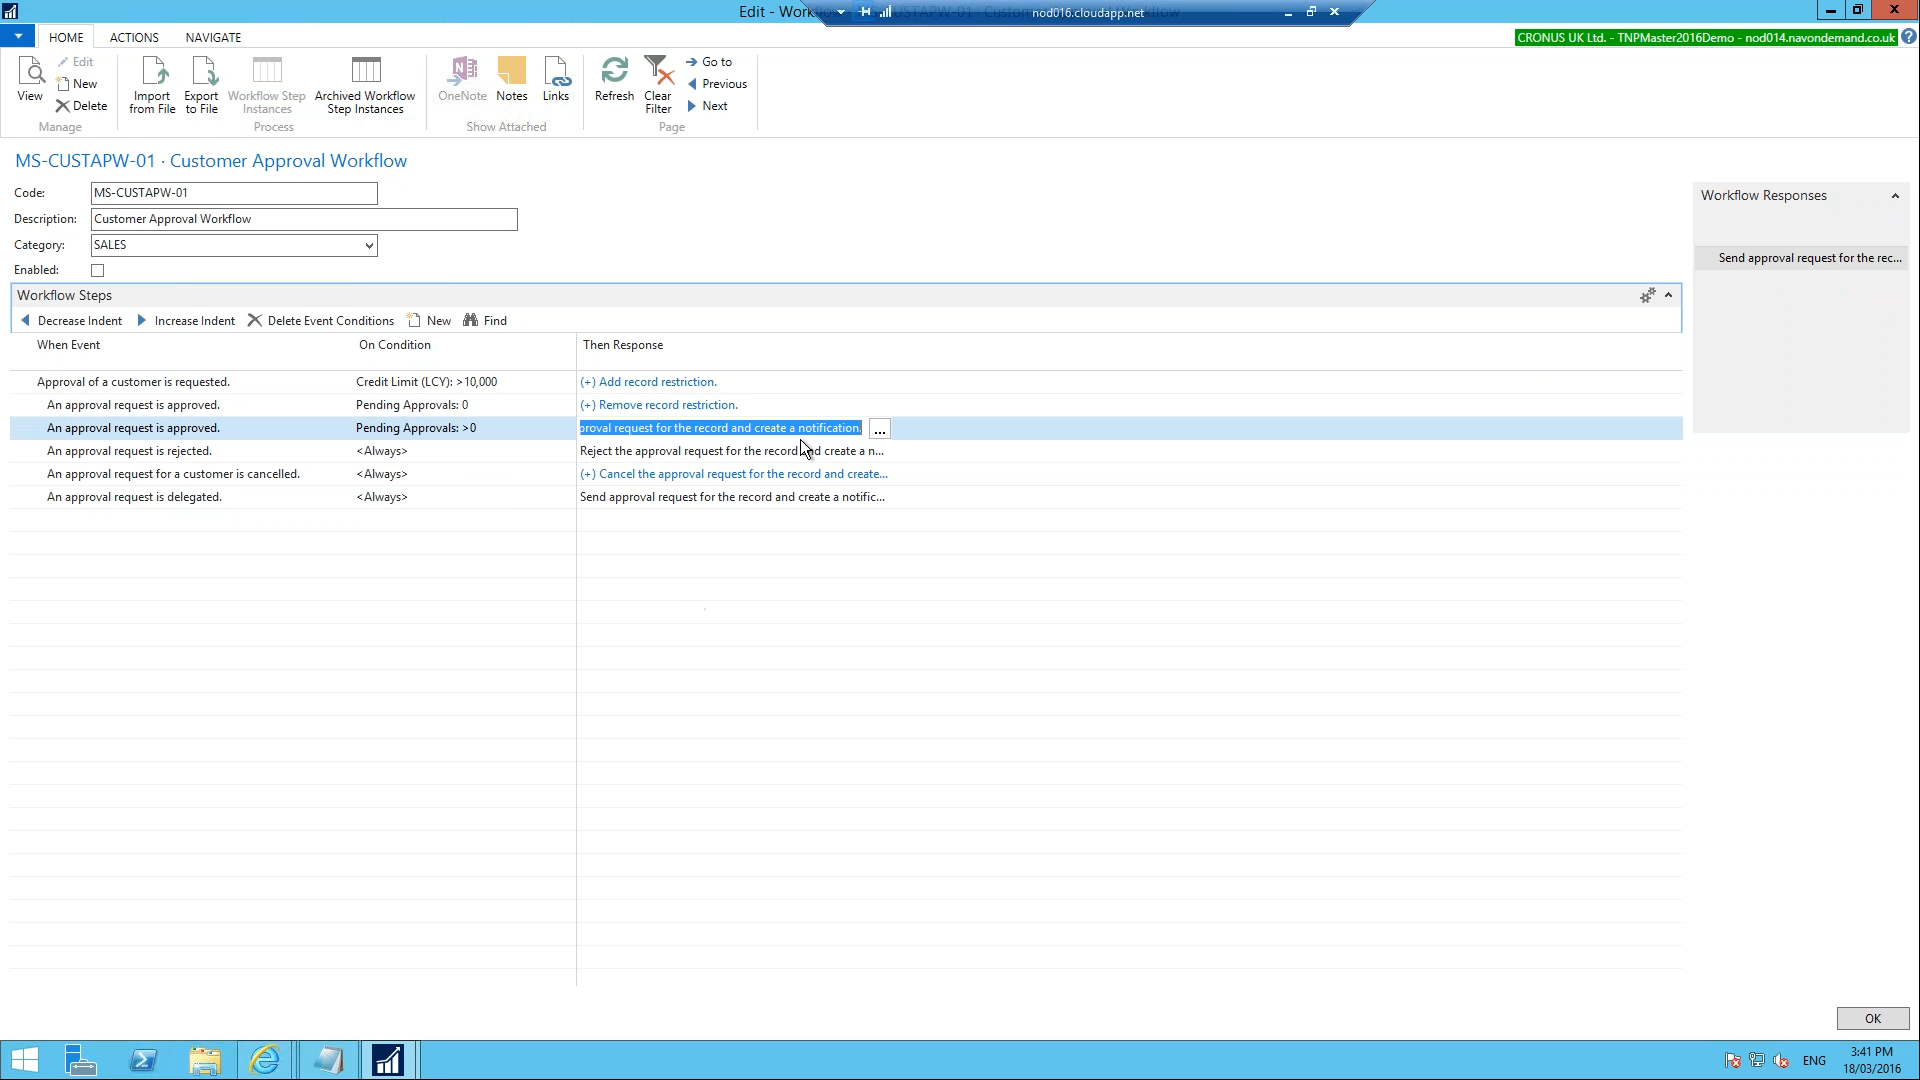 Edit - Workflow
nod016.cloudapp.net
HOME ACTIONS NAVIGATE
CRONUS UK Ltd. - TNPMaster2016Demo - nod014.navondemand.co.uk
View
Edit
New
Delete
Manage
Import from File
Export to File
Workflow Step Instances
Archived Workflow Step Instances
Process
OneNote
Notes
Links
Show Attached
Refresh
Clear Filter
Go to
Previous
Next
Page
MS-CUSTAPW-01 · Customer Approval Workflow
Code: MS-CUSTAPW-01
Description: Customer Approval Workflow
Category: SALES
Enabled:
Workflow Steps
Decrease Indent Increase Indent Delete Event Conditions New Find
When Event On Condition Then Response
Approval of a customer is requested. Credit Limit (LCY): >10,000 (+) Add record restriction.
An approval request is approved. Pending Approvals: 0 (+) Remove record restriction.
An approval request is approved. Pending Approvals: >0 proval request for the record and create a notification. ...
An approval request is rejected. <Always> Reject the approval request for the record and create a n...
An approval request for a customer is cancelled. <Always> (+) Cancel the approval request for the record and create...
An approval request is delegated. <Always> Send approval request for the record and create a notific...
Workflow Responses
Send approval request for the rec...
OK
ENG
3:41 PM
18/03/2016